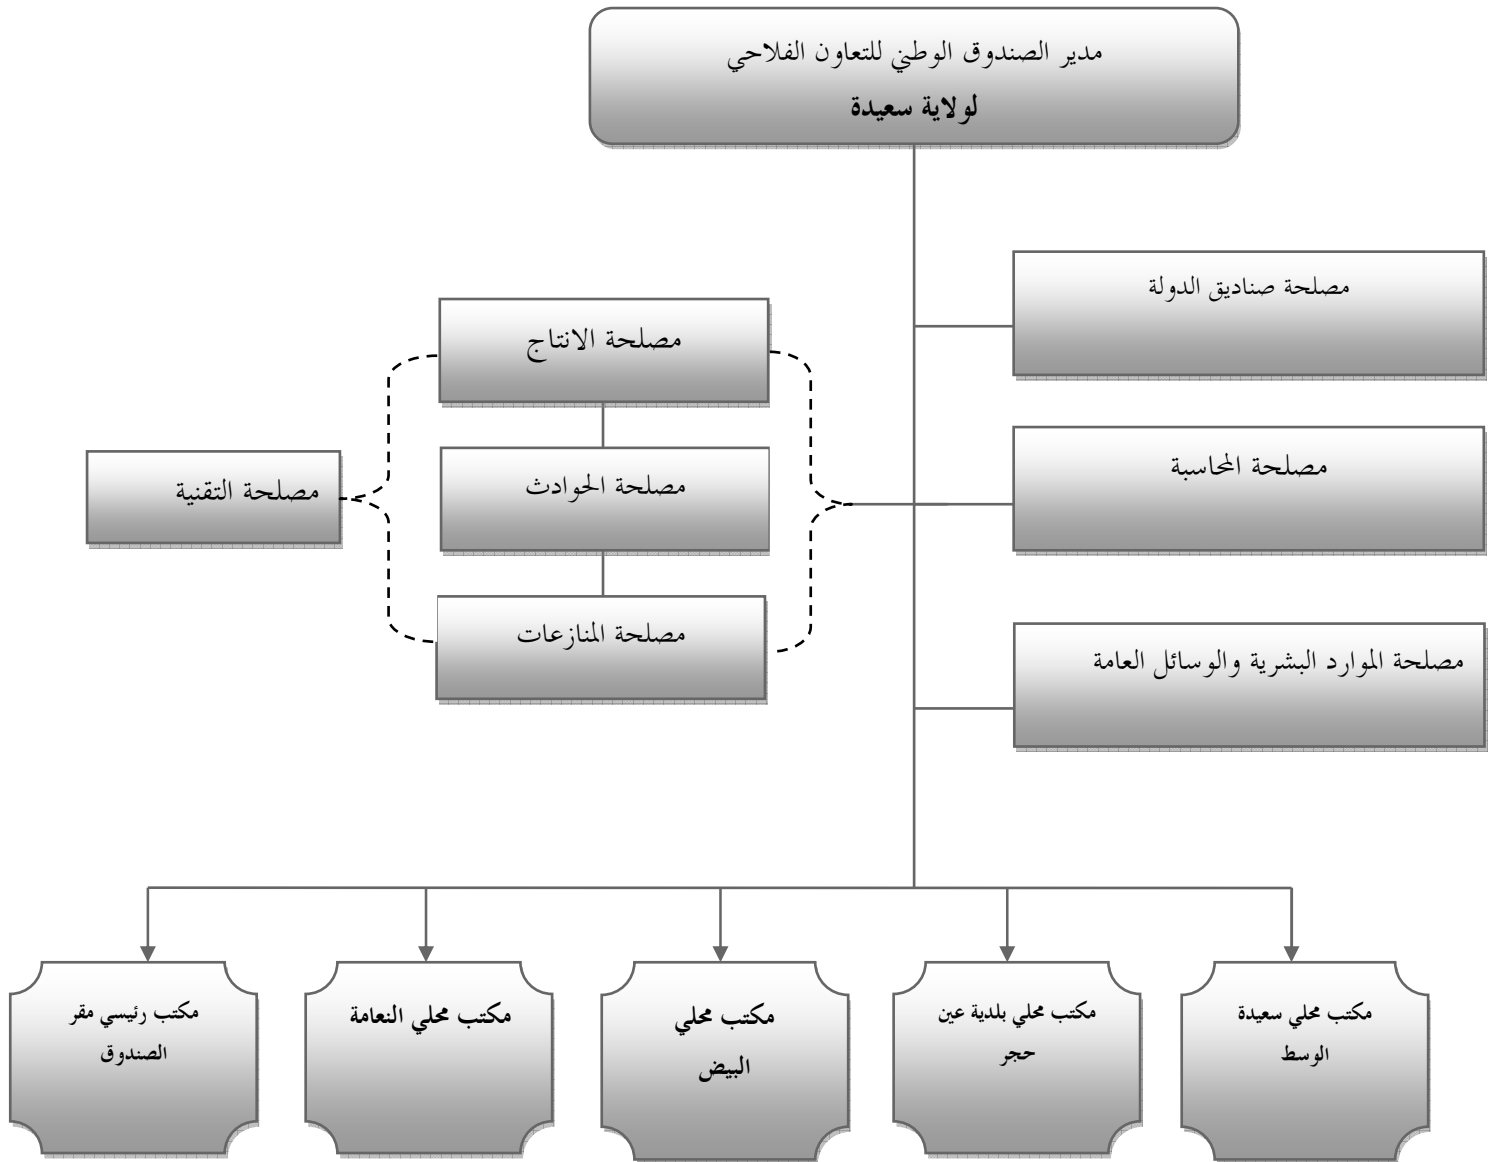 مدير الصندوق الوطني للتعاون الفلاحي
لولاية سعيدة
مصلحة صناديق الدولة
مصلحة الانتاج
مصلحة المحاسبة
مصلحة الحوادث
مصلحة التقنية
مصلحة المنازعات
مصلحة الموارد البشرية والوسائل العامة
مكتب محلي سعيدة
الوسط
مكتب محلي بلدية عين
حجر
مكتب محلي
البيض
مكتب محلي النعامة
مكتب رئيسي مقر
الصندوق